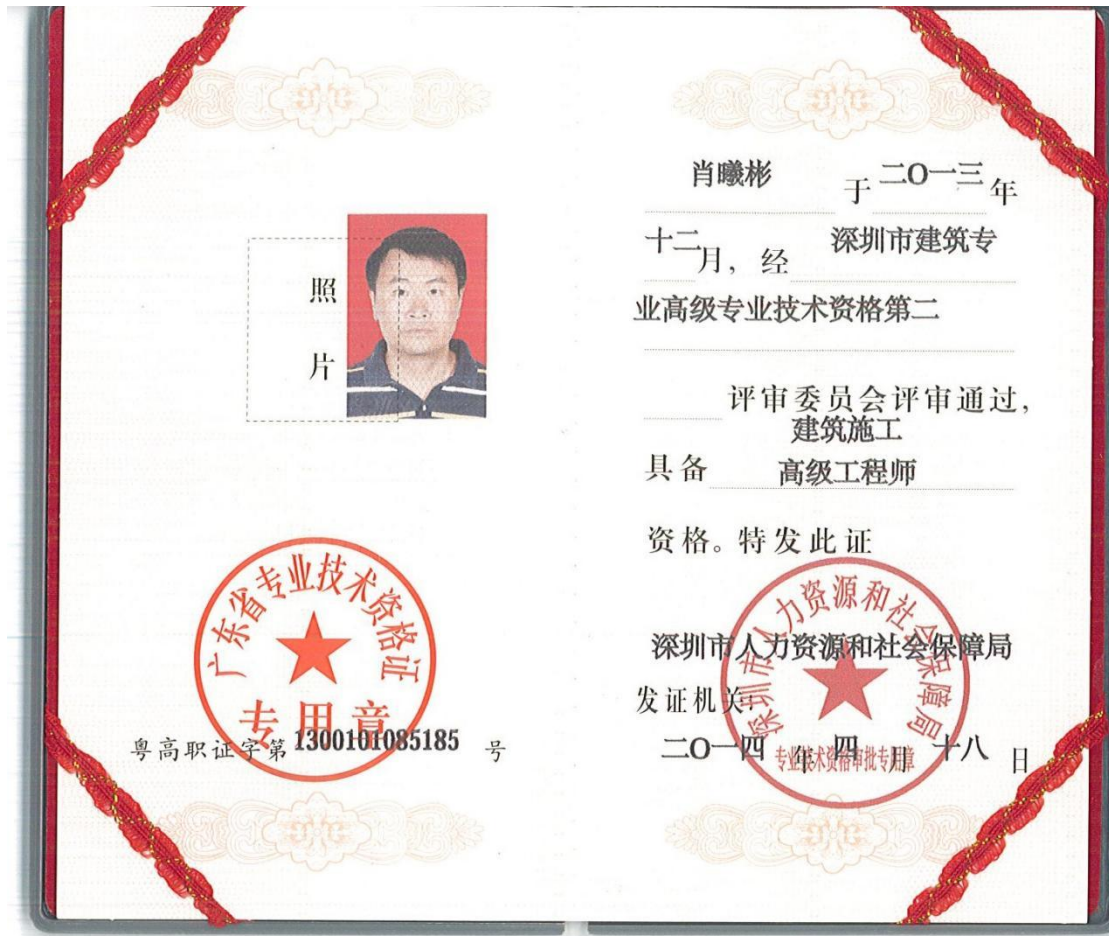 照
片
广东省专业技术资格证
专用章
粤高职证字第 1300101085185 号
肖曦彬 于 二O一三 年
十二月，经 深圳市建筑专
业高级专业技术资格第二
评审委员会评审通过，
建筑施工
具备 高级工程师
资格。特发此证
深圳市人力资源和社会保障局
深圳市人力资源和社会保障局
发证机关：
专业技术资格审批专用章
二O一四 年 四 月 十八 日